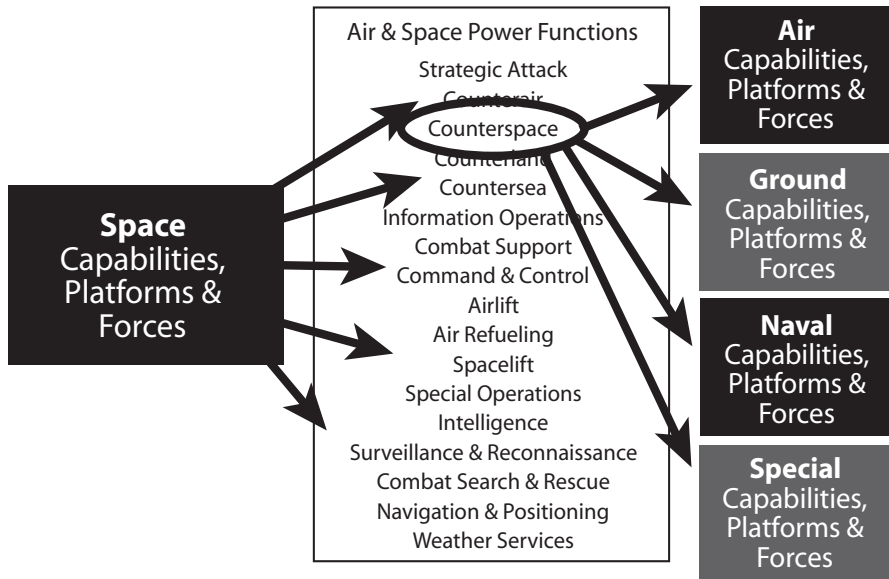 Space
Capabilities,
Platforms &
Forces
Air & Space Power Functions
Strategic Attack
Counterair
Counterspace
Counterland
Countersea
Information Operations
Combat Support
Command & Control
Airlift
Air Refueling
Spacelift
Special Operations
Intelligence
Surveillance & Reconnaissance
Combat Search & Rescue
Navigation & Positioning
Weather Services
Air
Capabilities,
Platforms &
Forces
Ground
Capabilities,
Platforms &
Forces
Naval
Capabilities,
Platforms &
Forces
Special
Capabilities,
Platforms &
Forces